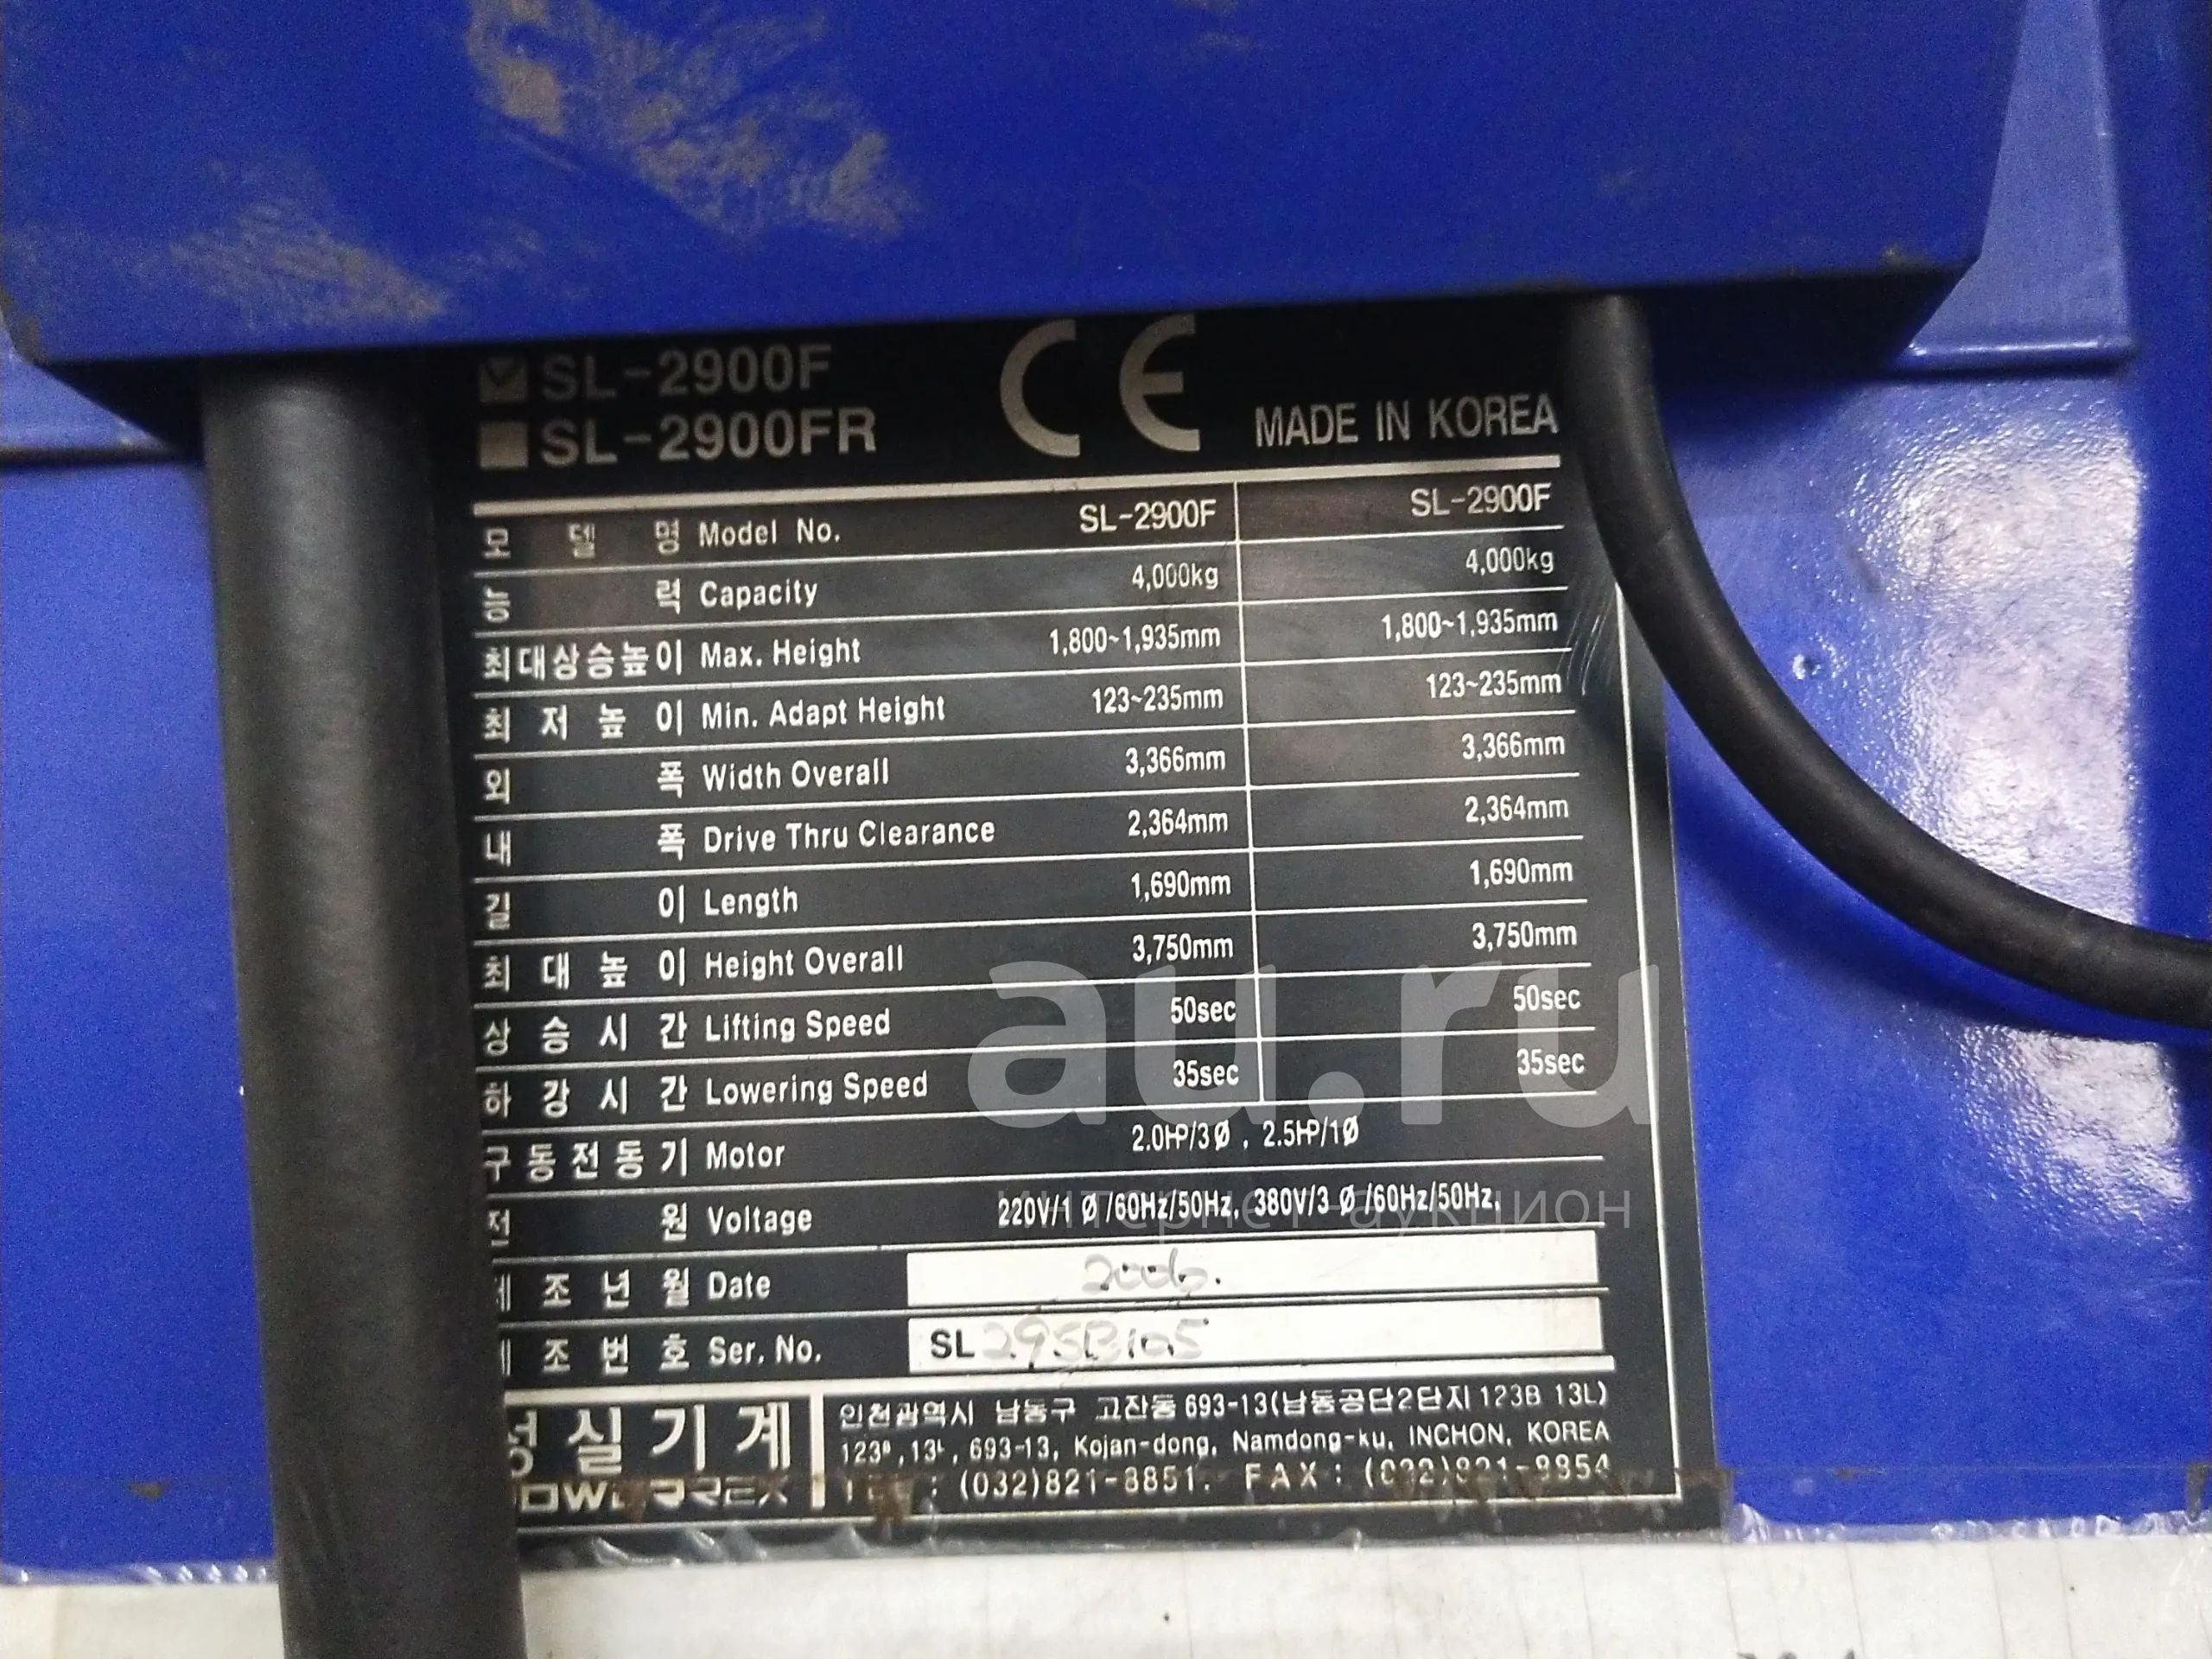 SL-2900F
SL-2900FR
CE
MADE IN KOREA
모 델 명 Model No. SL-2900F SL-2900F
능 력 Capacity 4,000kg 4,000kg
최대상승높이 Max. Height 1,800~1,935mm 1,800~1,935mm
최 저 높 이 Min. Adapt Height 123~235mm 123~235mm
외 폭 Width Overall 3,366mm 3,366mm
내 폭 Drive Thru Clearance 2,364mm 2,364mm
길 이 Length 1,690mm 1,690mm
최 대 높 이 Height Overall 3,750mm 3,750mm
상 승 시 간 Lifting Speed 50sec 50sec
하 강 시 간 Lowering Speed 35sec 35sec
구 동 전 동 기 Motor 2.0HP/3Ø , 2.5HP/1Ø
전 원 Voltage 220V/1 Ø /60Hz/50Hz, 380V/3 Ø /60Hz/50Hz,
조 년 월 Date 2006.
조 번 호 Ser. No. SL
성 실 기 계
인천광역시 남동구 고잔동 693-13(남동공단2단지 123B 13L)
123ᴮ, 13ᴸ, 693-13, Kojan-dong, Namdong-ku, INCHON, KOREA
TEL : (032)821-8851. FAX : (032)821-8854
au.ru
интернет-аукцион